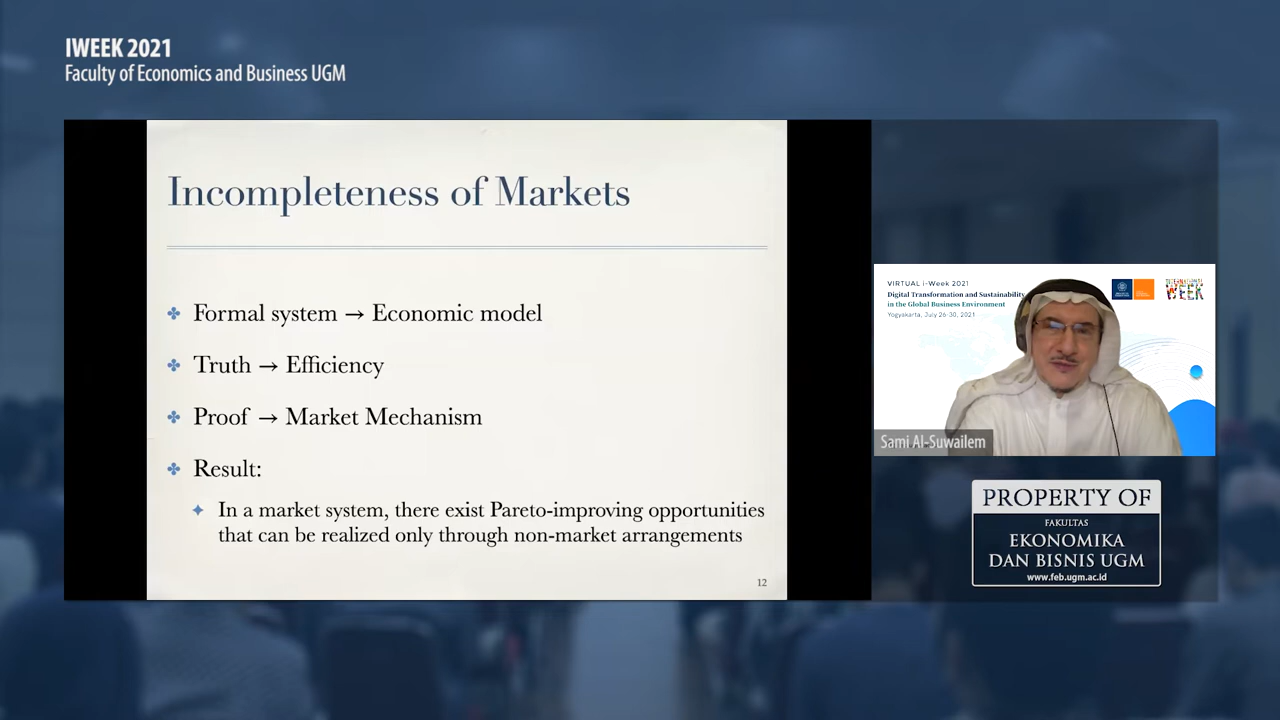 IWEEK 2021
Faculty of Economics and Business UGM
Incompleteness of Markets
Formal system → Economic model
Truth → Efficiency
Proof → Market Mechanism
Result:
In a market system, there exist Pareto-improving opportunities
that can be realized only through non-market arrangements
12
VIRTUAL i-Week 2021
Digital Transformation and Sustainability
in the Global Business Environment
Yogyakarta, July 26-30, 2021
INTERNATIONAL
WEEK
Sami Al-Suwailem
PROPERTY OF
FAKULTAS
EKONOMIKA
DAN BISNIS UGM
www.feb.ugm.ac.id